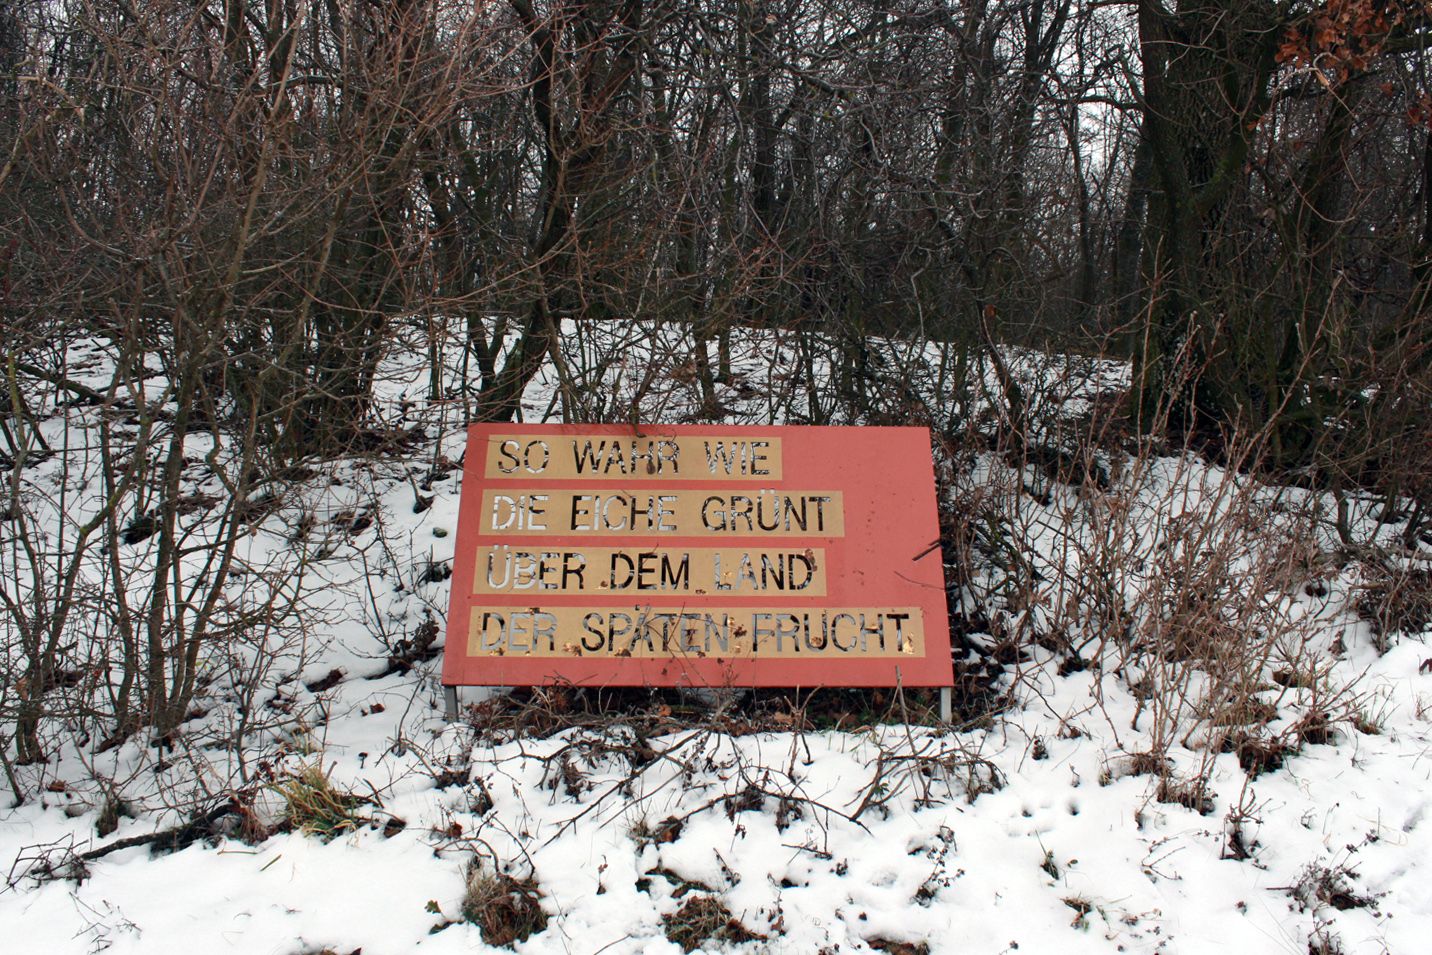 SO WAHR WIE
DIE EICHE GRÜNT
ÜBER DEM LAND
DER SPÄTEN FRUCHT